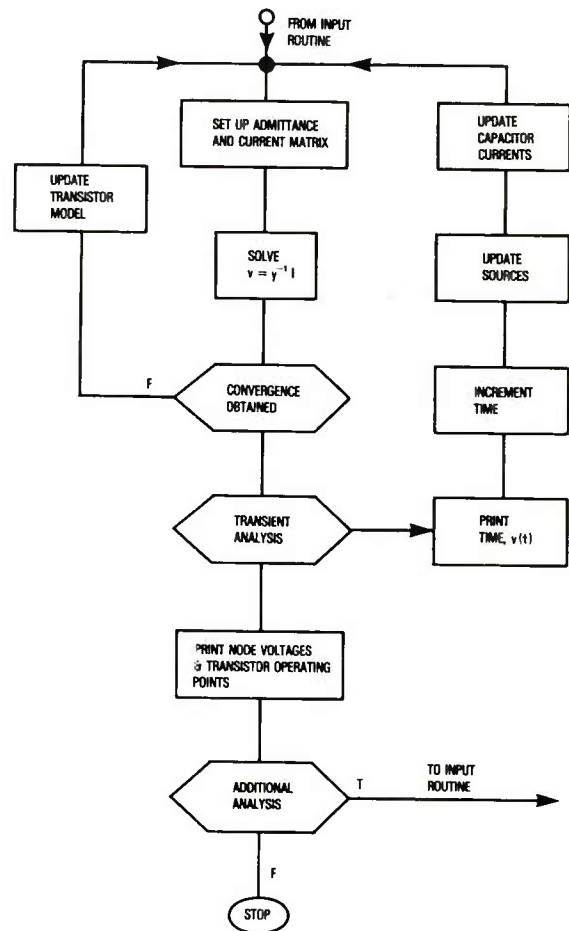 FROM INPUT
ROUTINE
SET UP ADMITTANCE
AND CURRENT MATRIX
UPDATE
CAPACITOR
CURRENTS
UPDATE
TRANSISTOR
MODEL
SOLVE
v = y⁻¹ I
UPDATE
SOURCES
F
CONVERGENCE
OBTAINED
INCREMENT
TIME
TRANSIENT
ANALYSIS
PRINT
TIME, v(t)
PRINT NODE VOLTAGES
& TRANSISTOR OPERATING
POINTS
ADDITIONAL
ANALYSIS
T
TO INPUT
ROUTINE
F
STOP